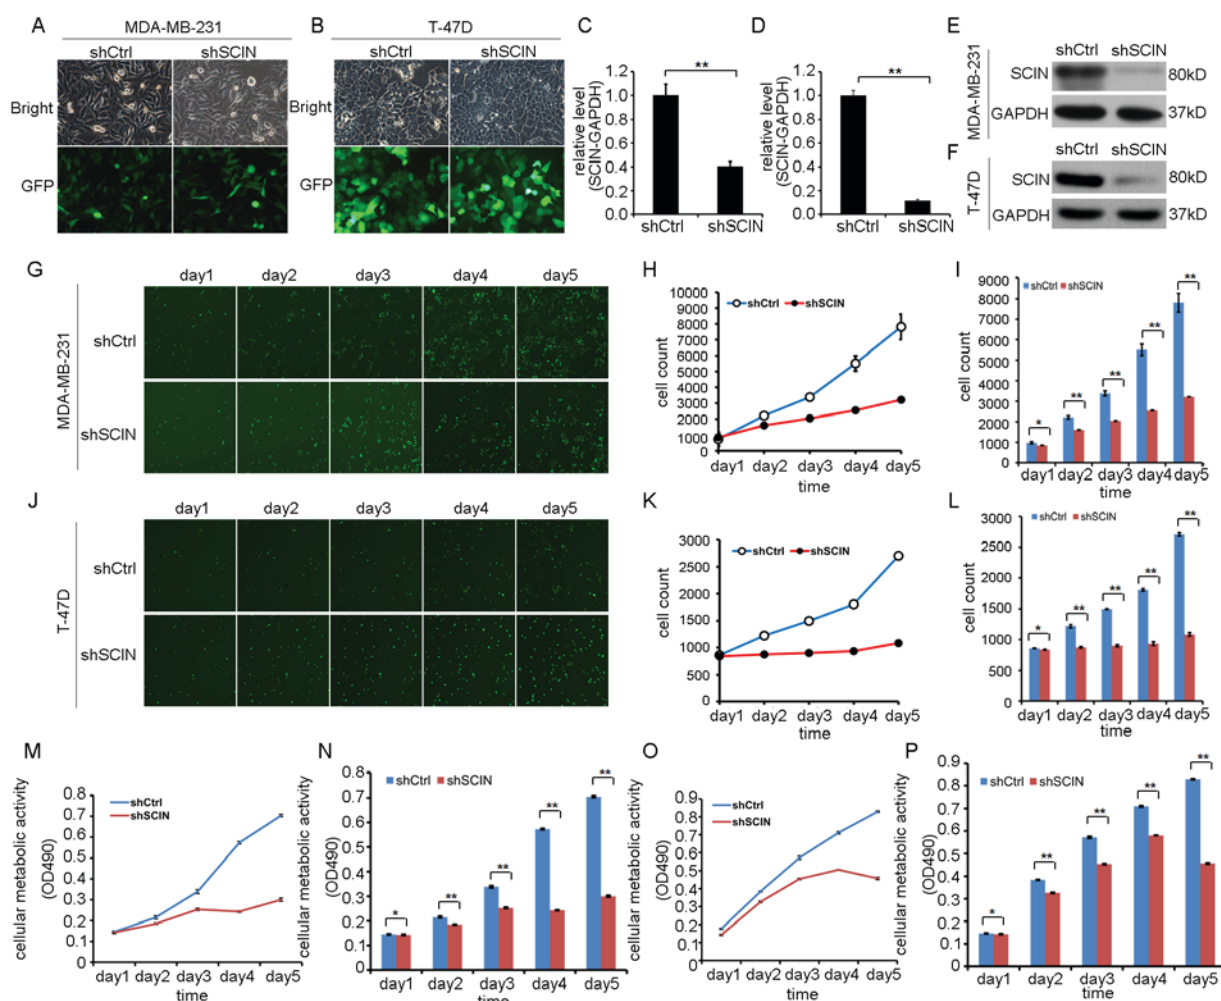 A MDA-MB-231
shCtrl shSCIN
Bright
GFP
B T-47D
shCtrl shSCIN
Bright
GFP
C
relative level
(SCIN-GAPDH)
1.2
1.0
0.8
0.6
0.4
0.2
0.0
**
shCtrl shSCIN
D
relative level
(SCIN-GAPDH)
1.2
1.0
0.8
0.6
0.4
0.2
0.0
**
shCtrl shSCIN
E
MDA-MB-231
shCtrl shSCIN
SCIN 80kD
GAPDH 37kD
F
T-47D
shCtrl shSCIN
SCIN 80kD
GAPDH 37kD
G
day1 day2 day3 day4 day5
MDA-MB-231
shCtrl
shSCIN
H
shCtrl shSCIN
cell count
10000
9000
8000
7000
6000
5000
4000
3000
2000
1000
0
day1 day2 day3 day4 day5
time
I
shCtrl shSCIN
cell count
9000
8000
7000
6000
5000
4000
3000
2000
1000
0
* ** ** ** **
day1 day2 day3 day4 day5
time
J
day1 day2 day3 day4 day5
T-47D
shCtrl
shSCIN
K
shCtrl shSCIN
cell count
3000
2500
2000
1500
1000
500
0
day1 day2 day3 day4 day5
time
L
shCtrl shSCIN
cell count
3000
2500
2000
1500
1000
500
0
* ** ** ** **
day1 day2 day3 day4 day5
time
M
cellular metabolic activity
(OD490)
shCtrl
shSCIN
0.8
0.7
0.6
0.5
0.4
0.3
0.2
0.1
0
day1 day2 day3 day4 day5
time
N
cellular metabolic activity
(OD490)
shCtrl shSCIN
0.8
0.7
0.6
0.5
0.4
0.3
0.2
0.1
0
* ** ** ** **
day1 day2 day3 day4 day5
time
O
cellular metabolic activity
(OD490)
shCtrl
shSCIN
0.9
0.8
0.7
0.6
0.5
0.4
0.3
0.2
0.1
0
day1 day2 day3 day4 day5
time
P
cellular metabolic activity
(OD490)
shCtrl shSCIN
0.9
0.8
0.7
0.6
0.5
0.4
0.3
0.2
0.1
0
* ** ** ** **
day1 day2 day3 day4 day5
time